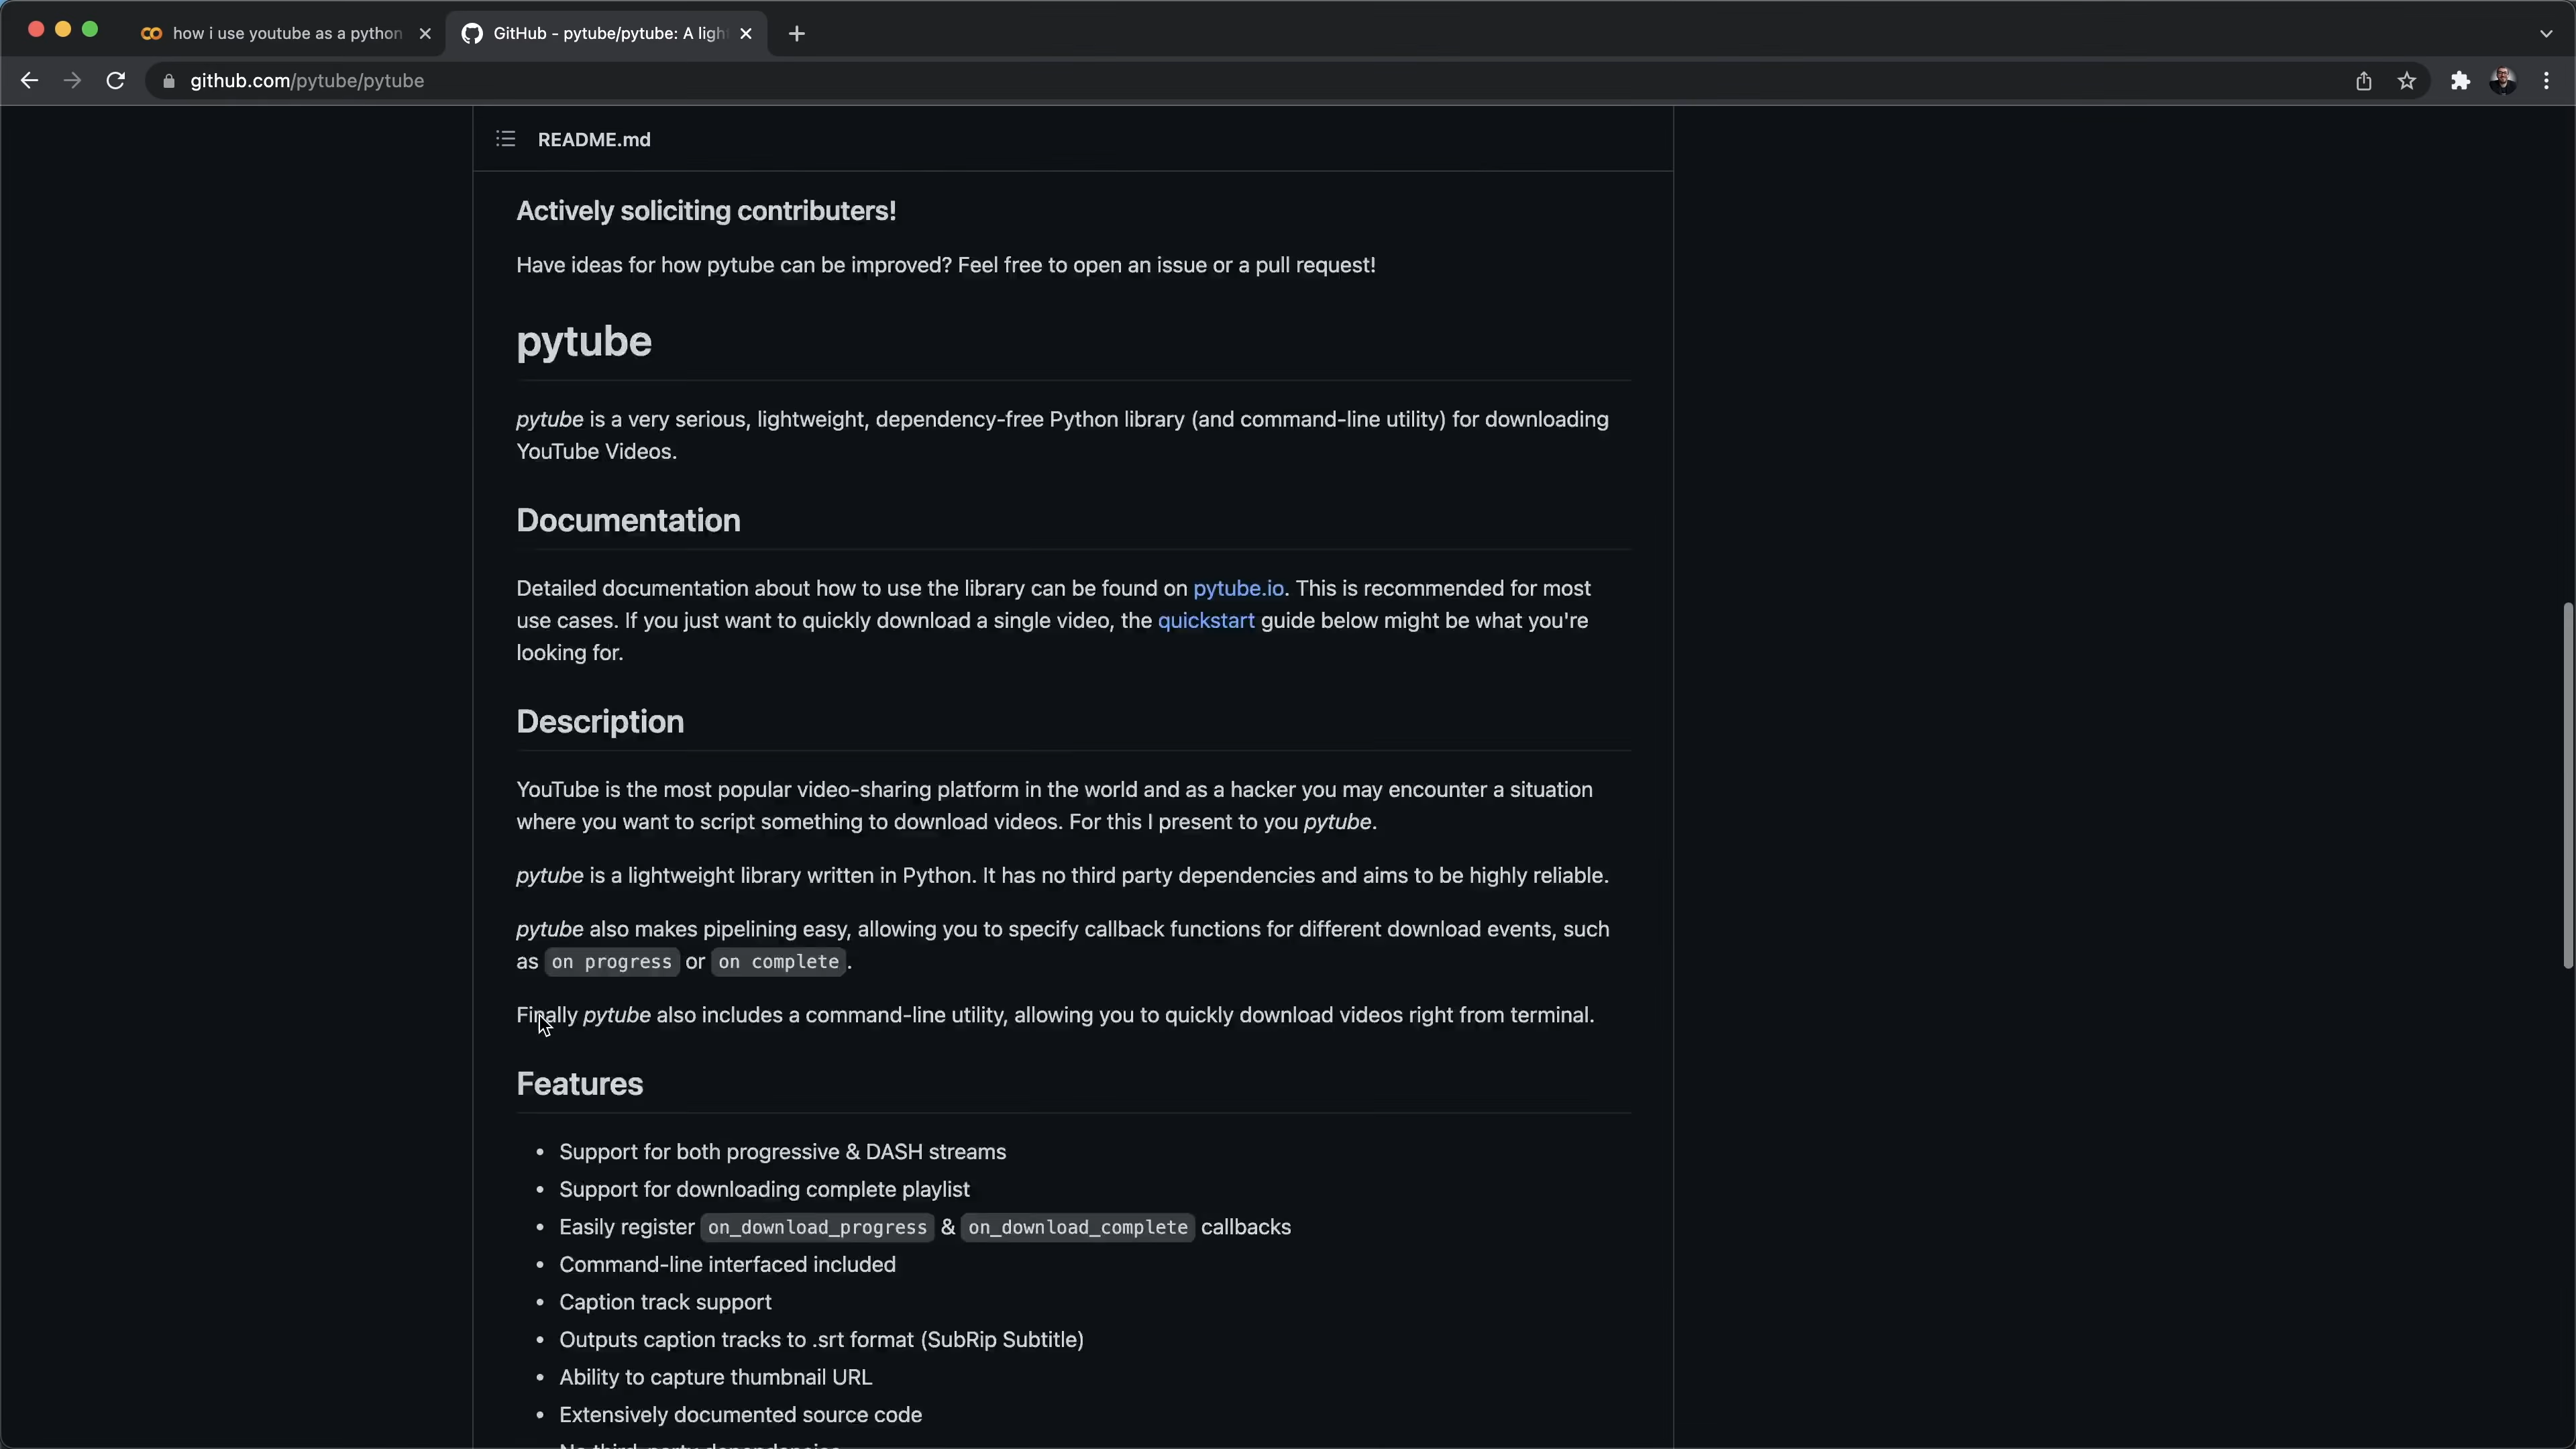 how i use youtube as a python
GitHub - pytube/pytube: A ligh
github.com/pytube/pytube
README.md
Actively soliciting contributers!
Have ideas for how pytube can be improved? Feel free to open an issue or a pull request!
pytube
pytube is a very serious, lightweight, dependency-free Python library (and command-line utility) for downloading
YouTube Videos.
Documentation
Detailed documentation about how to use the library can be found on pytube.io. This is recommended for most
use cases. If you just want to quickly download a single video, the quickstart guide below might be what you're
looking for.
Description
YouTube is the most popular video-sharing platform in the world and as a hacker you may encounter a situation
where you want to script something to download videos. For this I present to you pytube.
pytube is a lightweight library written in Python. It has no third party dependencies and aims to be highly reliable.
pytube also makes pipelining easy, allowing you to specify callback functions for different download events, such
as on progress or on complete.
Finally pytube also includes a command-line utility, allowing you to quickly download videos right from terminal.
Features
• Support for both progressive & DASH streams
• Support for downloading complete playlist
• Easily register on_download_progress & on_download_complete callbacks
• Command-line interfaced included
• Caption track support
• Outputs caption tracks to .srt format (SubRip Subtitle)
• Ability to capture thumbnail URL
• Extensively documented source code